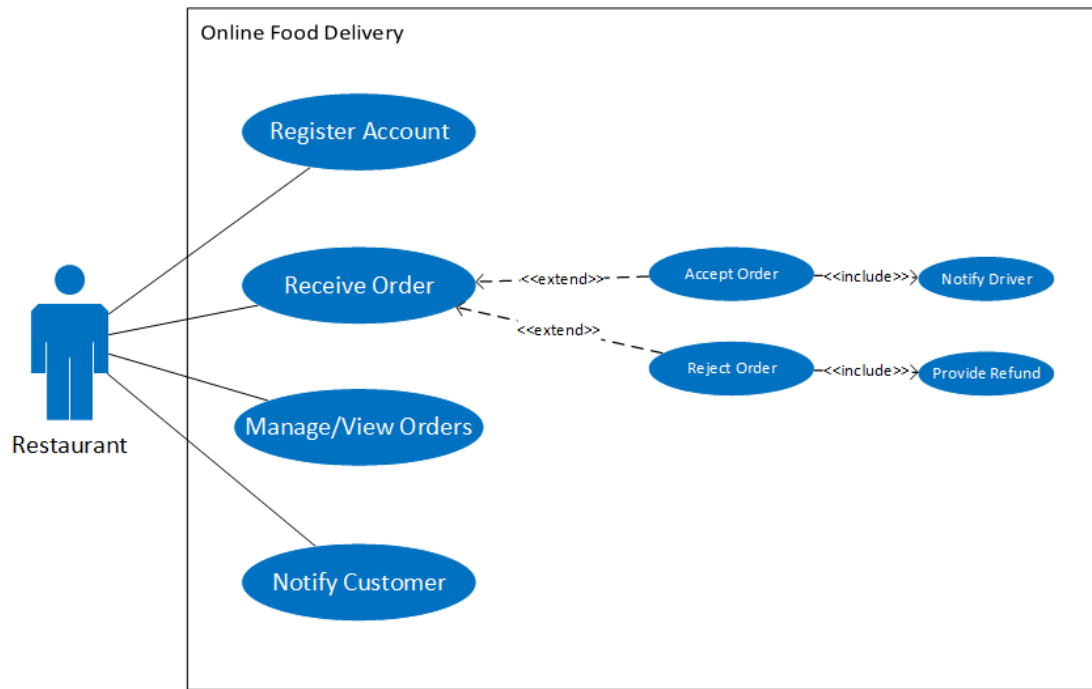 Online Food Delivery
Register Account
Receive Order
<<extend>>
Accept Order
<<include>>
Notify Driver
<<extend>>
Reject Order
<<include>>
Provide Refund
Manage/View Orders
Restaurant
Notify Customer